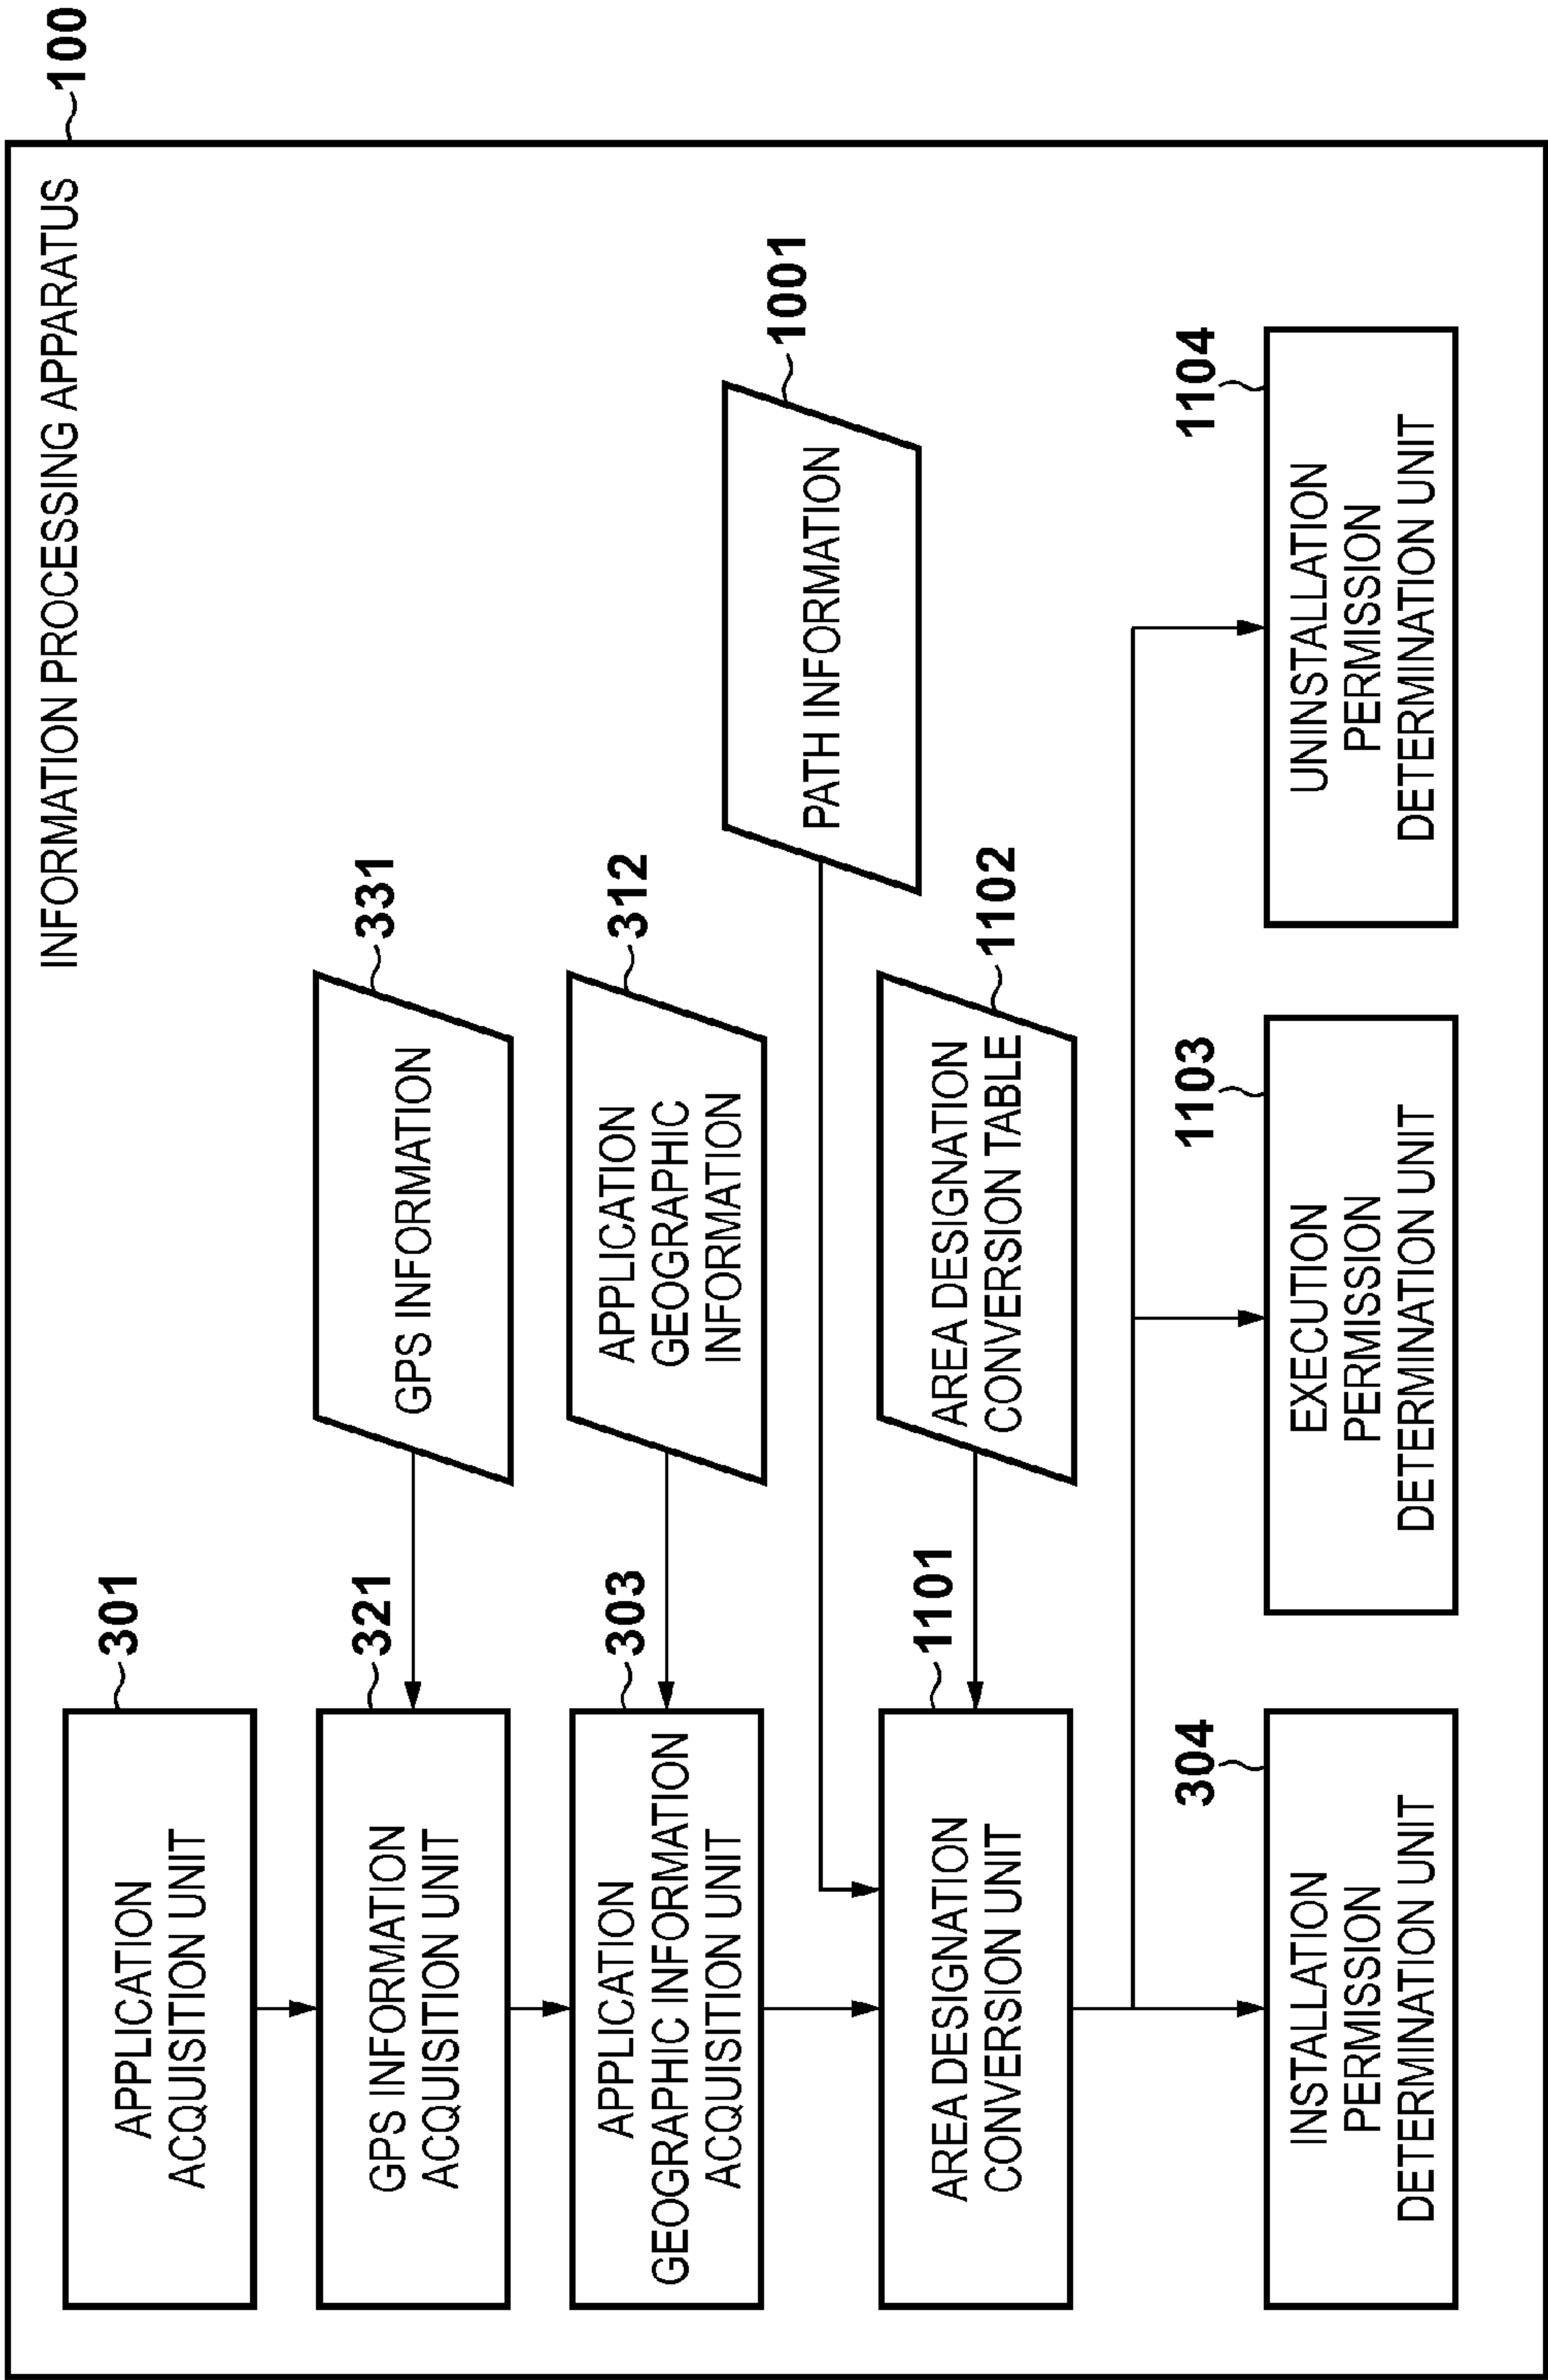 100
INFORMATION PROCESSING APPARATUS
301
APPLICATION
ACQUISITION UNIT
321
GPS INFORMATION
ACQUISITION UNIT
331
GPS INFORMATION
303
APPLICATION
GEOGRAPHIC INFORMATION
ACQUISITION UNIT
312
APPLICATION
GEOGRAPHIC
INFORMATION
1001
PATH INFORMATION
1101
AREA DESIGNATION
CONVERSION UNIT
1102
AREA DESIGNATION
CONVERSION TABLE
304
INSTALLATION
PERMISSION
DETERMINATION UNIT
1103
EXECUTION
PERMISSION
DETERMINATION UNIT
1104
UNINSTALLATION
PERMISSION
DETERMINATION UNIT